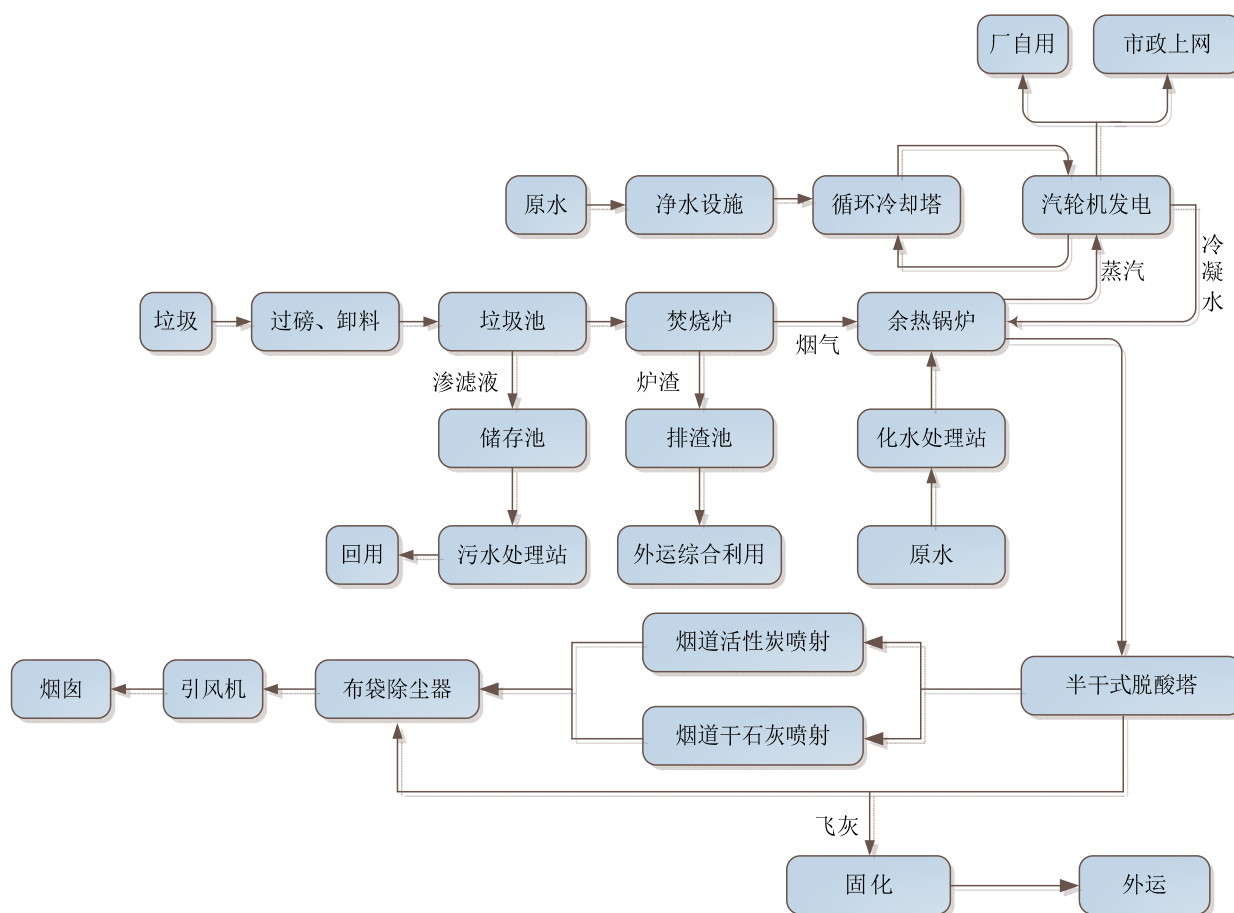 厂自用
市政上网
原水
净水设施
循环冷却塔
汽轮机发电
冷凝水
蒸汽
垃圾
过磅、卸料
垃圾池
焚烧炉
烟气
余热锅炉
渗滤液
炉渣
储存池
排渣池
化水处理站
回用
污水处理站
外运综合利用
原水
烟道活性炭喷射
烟囱
引风机
布袋除尘器
半干式脱酸塔
烟道干石灰喷射
飞灰
固化
外运